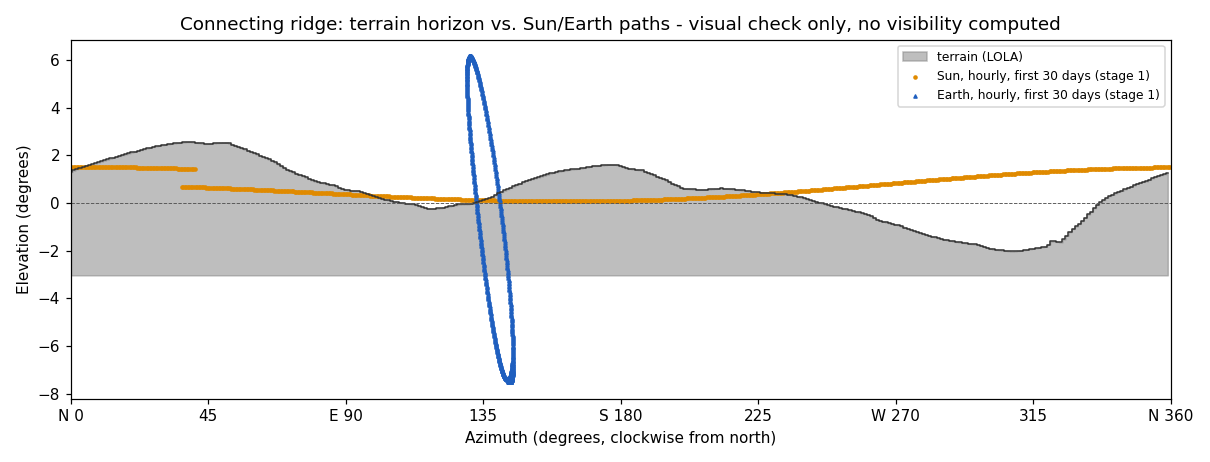 Connecting ridge: terrain horizon vs. Sun/Earth paths - visual check only, no visibility computed
terrain (LOLA)
Sun, hourly, first 30 days (stage 1)
Earth, hourly, first 30 days (stage 1)
Elevation (degrees)
6
4
2
0
−2
−4
−6
−8
N 0 45 E 90 135 S 180 225 W 270 315 N 360
Azimuth (degrees, clockwise from north)